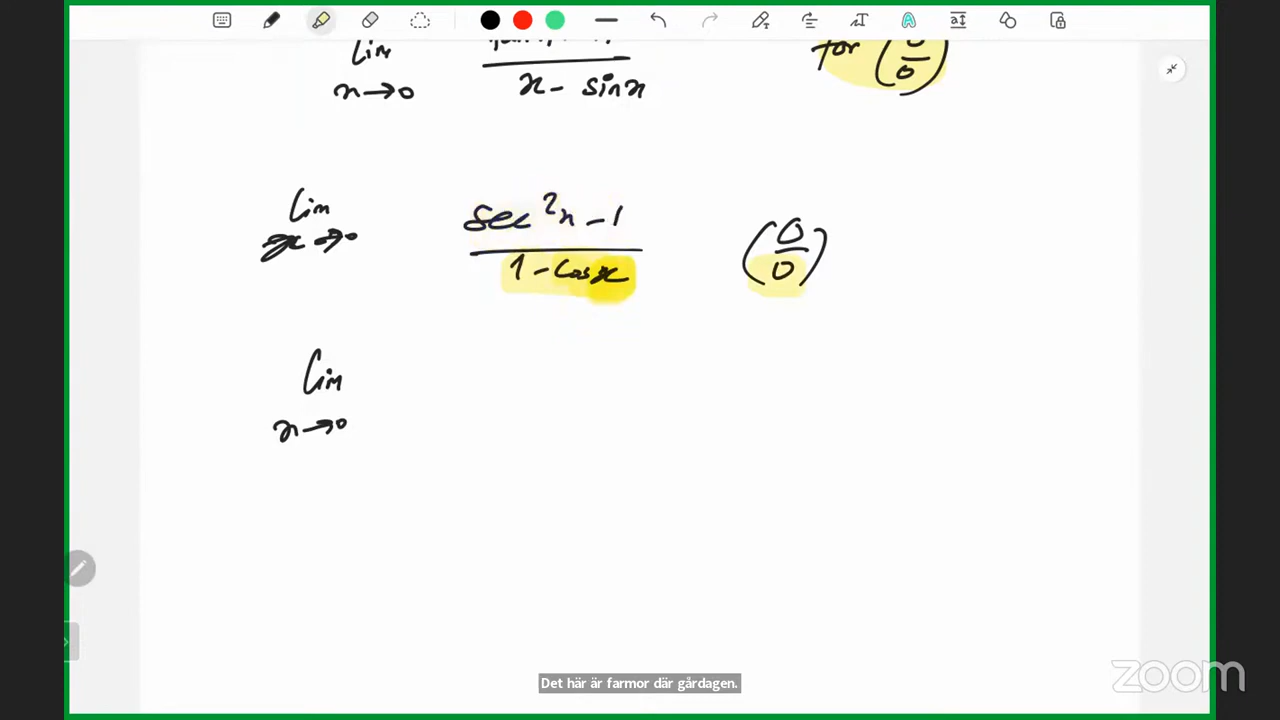 Lim
x→0
x - sinx
for (0/0)
Lim
x→0
sec²x - 1
1 - cosx
(0/0)
Lim
x→0
Det här är farmor där gårdagen.
zoom